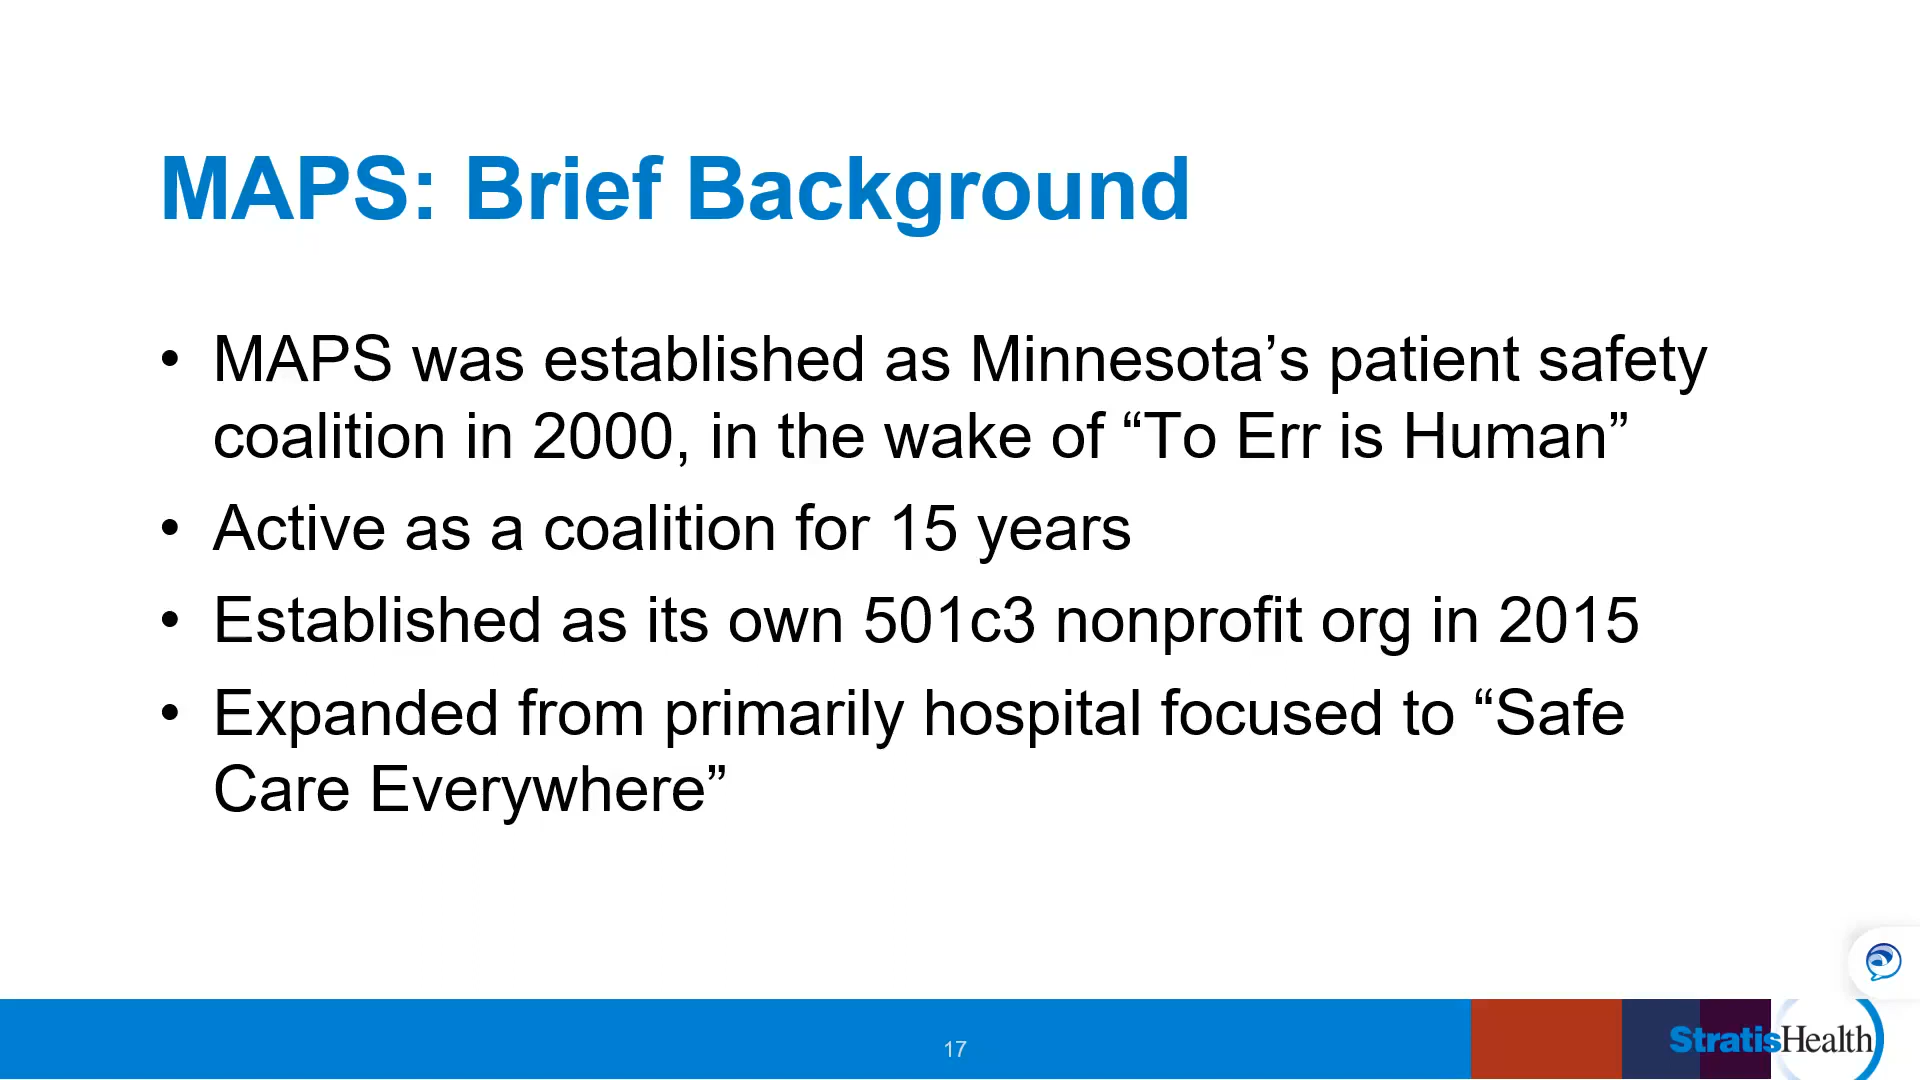 MAPS: Brief Background
• MAPS was established as Minnesota’s patient safety
coalition in 2000, in the wake of “To Err is Human”
• Active as a coalition for 15 years
• Established as its own 501c3 nonprofit org in 2015
• Expanded from primarily hospital focused to “Safe
Care Everywhere”
17
StratisHealth